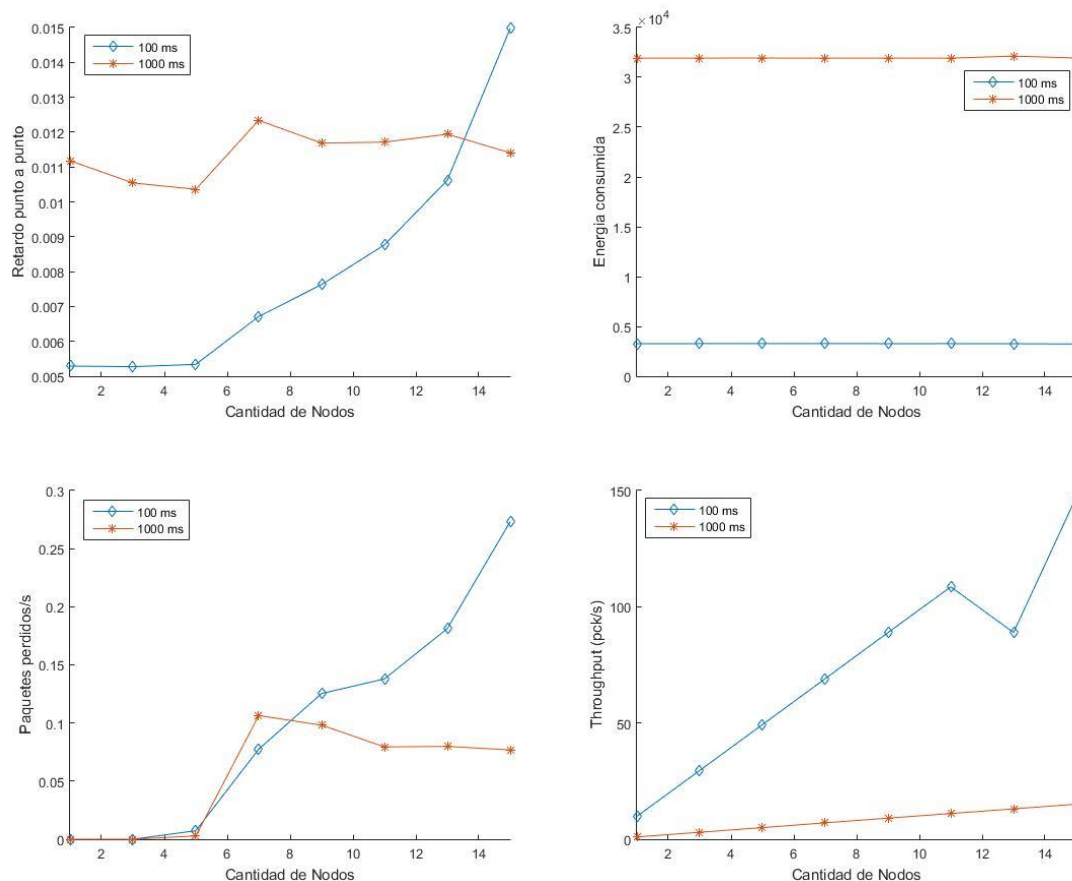 0.015
0.014
0.013
0.012
0.011
0.01
0.009
0.008
0.007
0.006
0.005
Retardo punto a punto
100 ms
1000 ms
2 4 6 8 10 12 14
Cantidad de Nodos
×10⁴
3.5
3
2.5
2
1.5
1
0.5
0
Energia consumida
100 ms
1000 ms
2 4 6 8 10 12 14
Cantidad de Nodos
0.3
0.25
0.2
0.15
0.1
0.05
0
Paquetes perdidos/s
100 ms
1000 ms
2 4 6 8 10 12 14
Cantidad de Nodos
150
100
50
0
Throughput (pck/s)
100 ms
1000 ms
2 4 6 8 10 12 14
Cantidad de Nodos